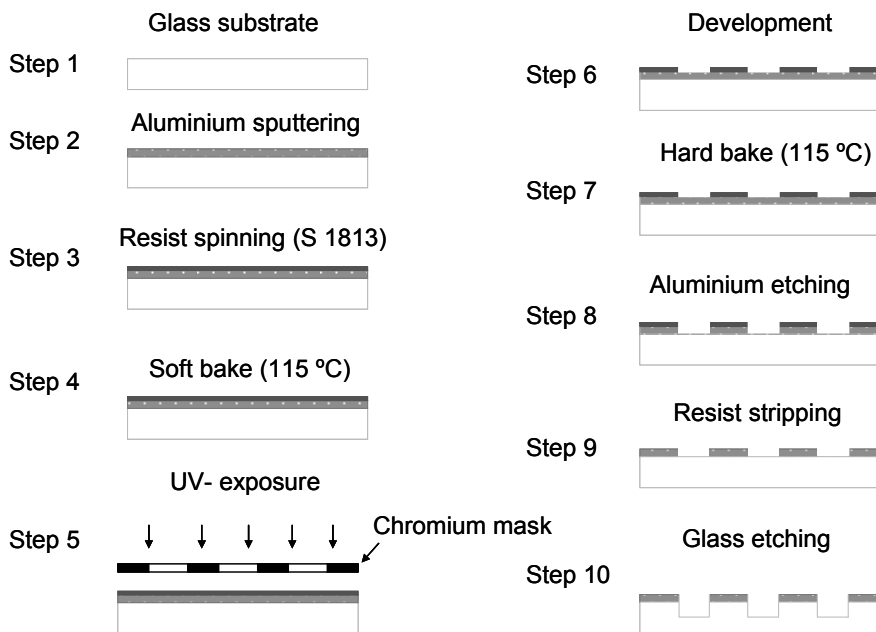 Glass substrate
Step 1
Aluminium sputtering
Step 2
Resist spinning (S 1813)
Step 3
Soft bake (115 ºC)
Step 4
UV- exposure
Step 5
Chromium mask
Development
Step 6
Hard bake (115 ºC)
Step 7
Aluminium etching
Step 8
Resist stripping
Step 9
Glass etching
Step 10